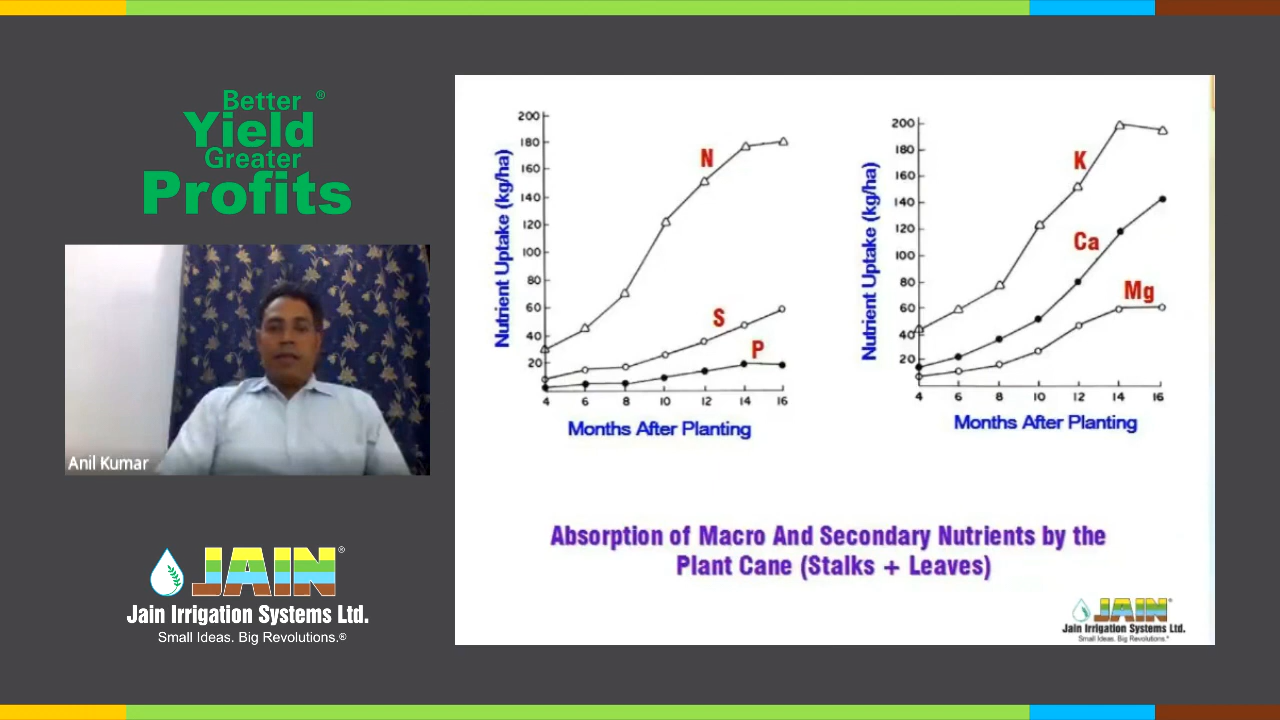 Better ®
Yield
Greater
Profits
Anil Kumar
JAIN®
Jain Irrigation Systems Ltd.
Small Ideas. Big Revolutions.®
Nutrient Uptake (kg/ha)
200
180
160
140
120
100
80
60
40
20
N
S
P
4 6 8 10 12 14 16
Months After Planting
Nutrient Uptake (kg/ha)
200
180
160
140
120
100
80
60
40
20
K
Ca
Mg
4 6 8 10 12 14 16
Months After Planting
Absorption of Macro And Secondary Nutrients by the
Plant Cane (Stalks + Leaves)
JAIN®
Jain Irrigation Systems Ltd.
Small Ideas. Big Revolutions.®